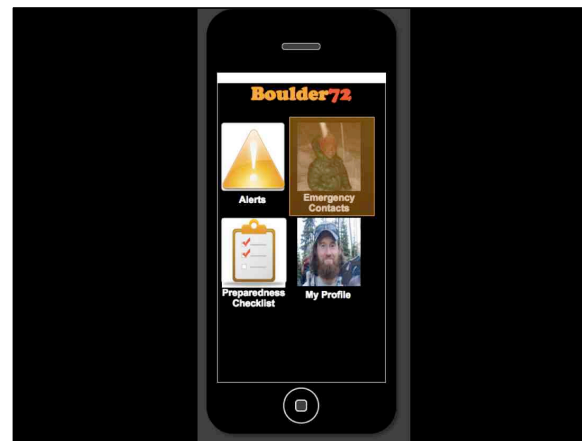 Boulder72
Alerts
Emergency
Contacts
Preparedness
Checklist
My Profile